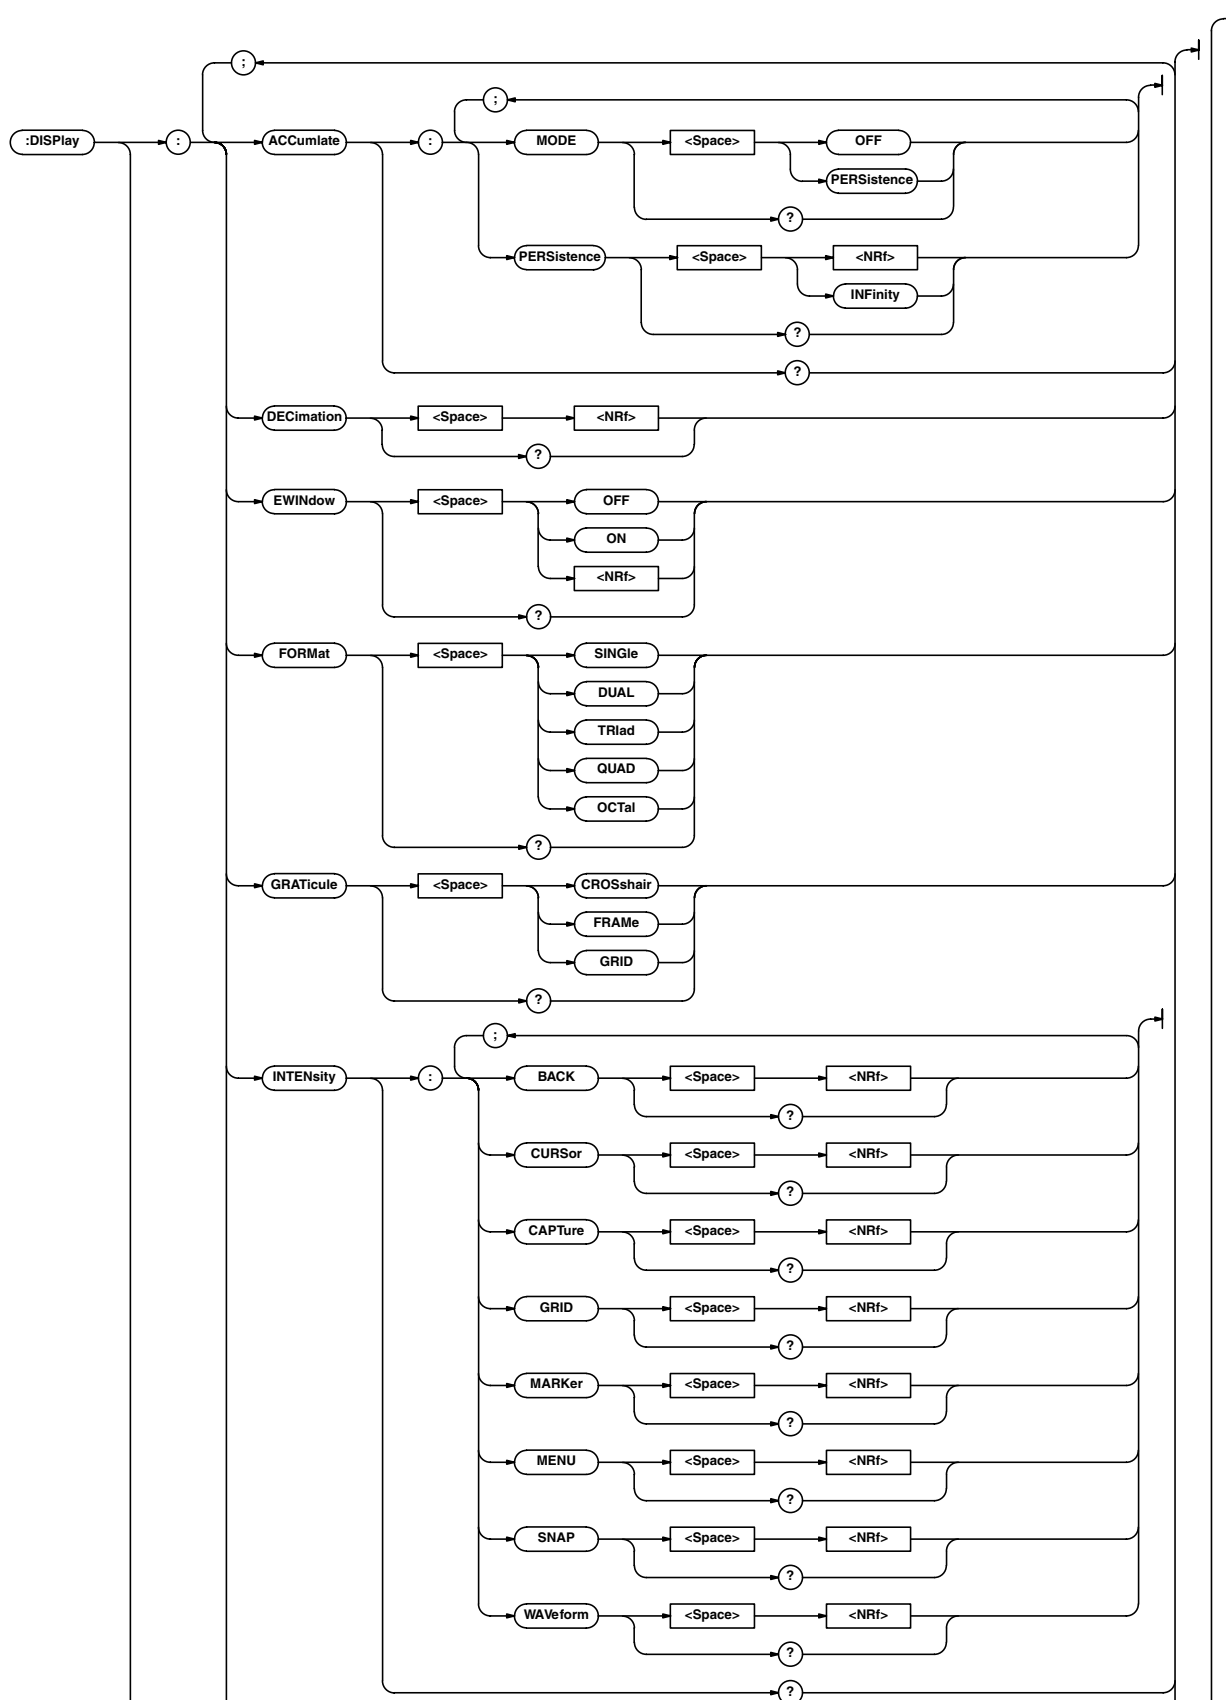 ;
;
:DISPlay : ACCumlate : MODE <Space> OFF
PERSistence
?
PERSistence <Space> <NRf>
INFinity
?
?
DECimation <Space> <NRf>
?
EWINdow <Space> OFF
ON
<NRf>
?
FORMat <Space> SINGle
DUAL
TRIad
QUAD
OCTal
?
GRATicule <Space> CROSshair
FRAMe
GRID
?
;
INTENsity : BACK <Space> <NRf>
?
CURSor <Space> <NRf>
?
CAPTure <Space> <NRf>
?
GRID <Space> <NRf>
?
MARKer <Space> <NRf>
?
MENU <Space> <NRf>
?
SNAP <Space> <NRf>
?
WAVeform <Space> <NRf>
?
?